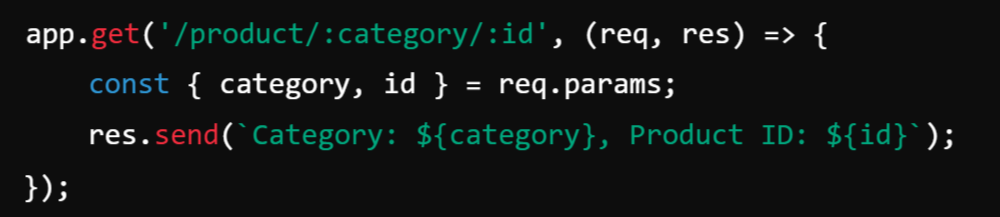 app.get('/product/:category/:id', (req, res) => {
    const { category, id } = req.params;
    res.send(`Category: ${category}, Product ID: ${id}`);
});